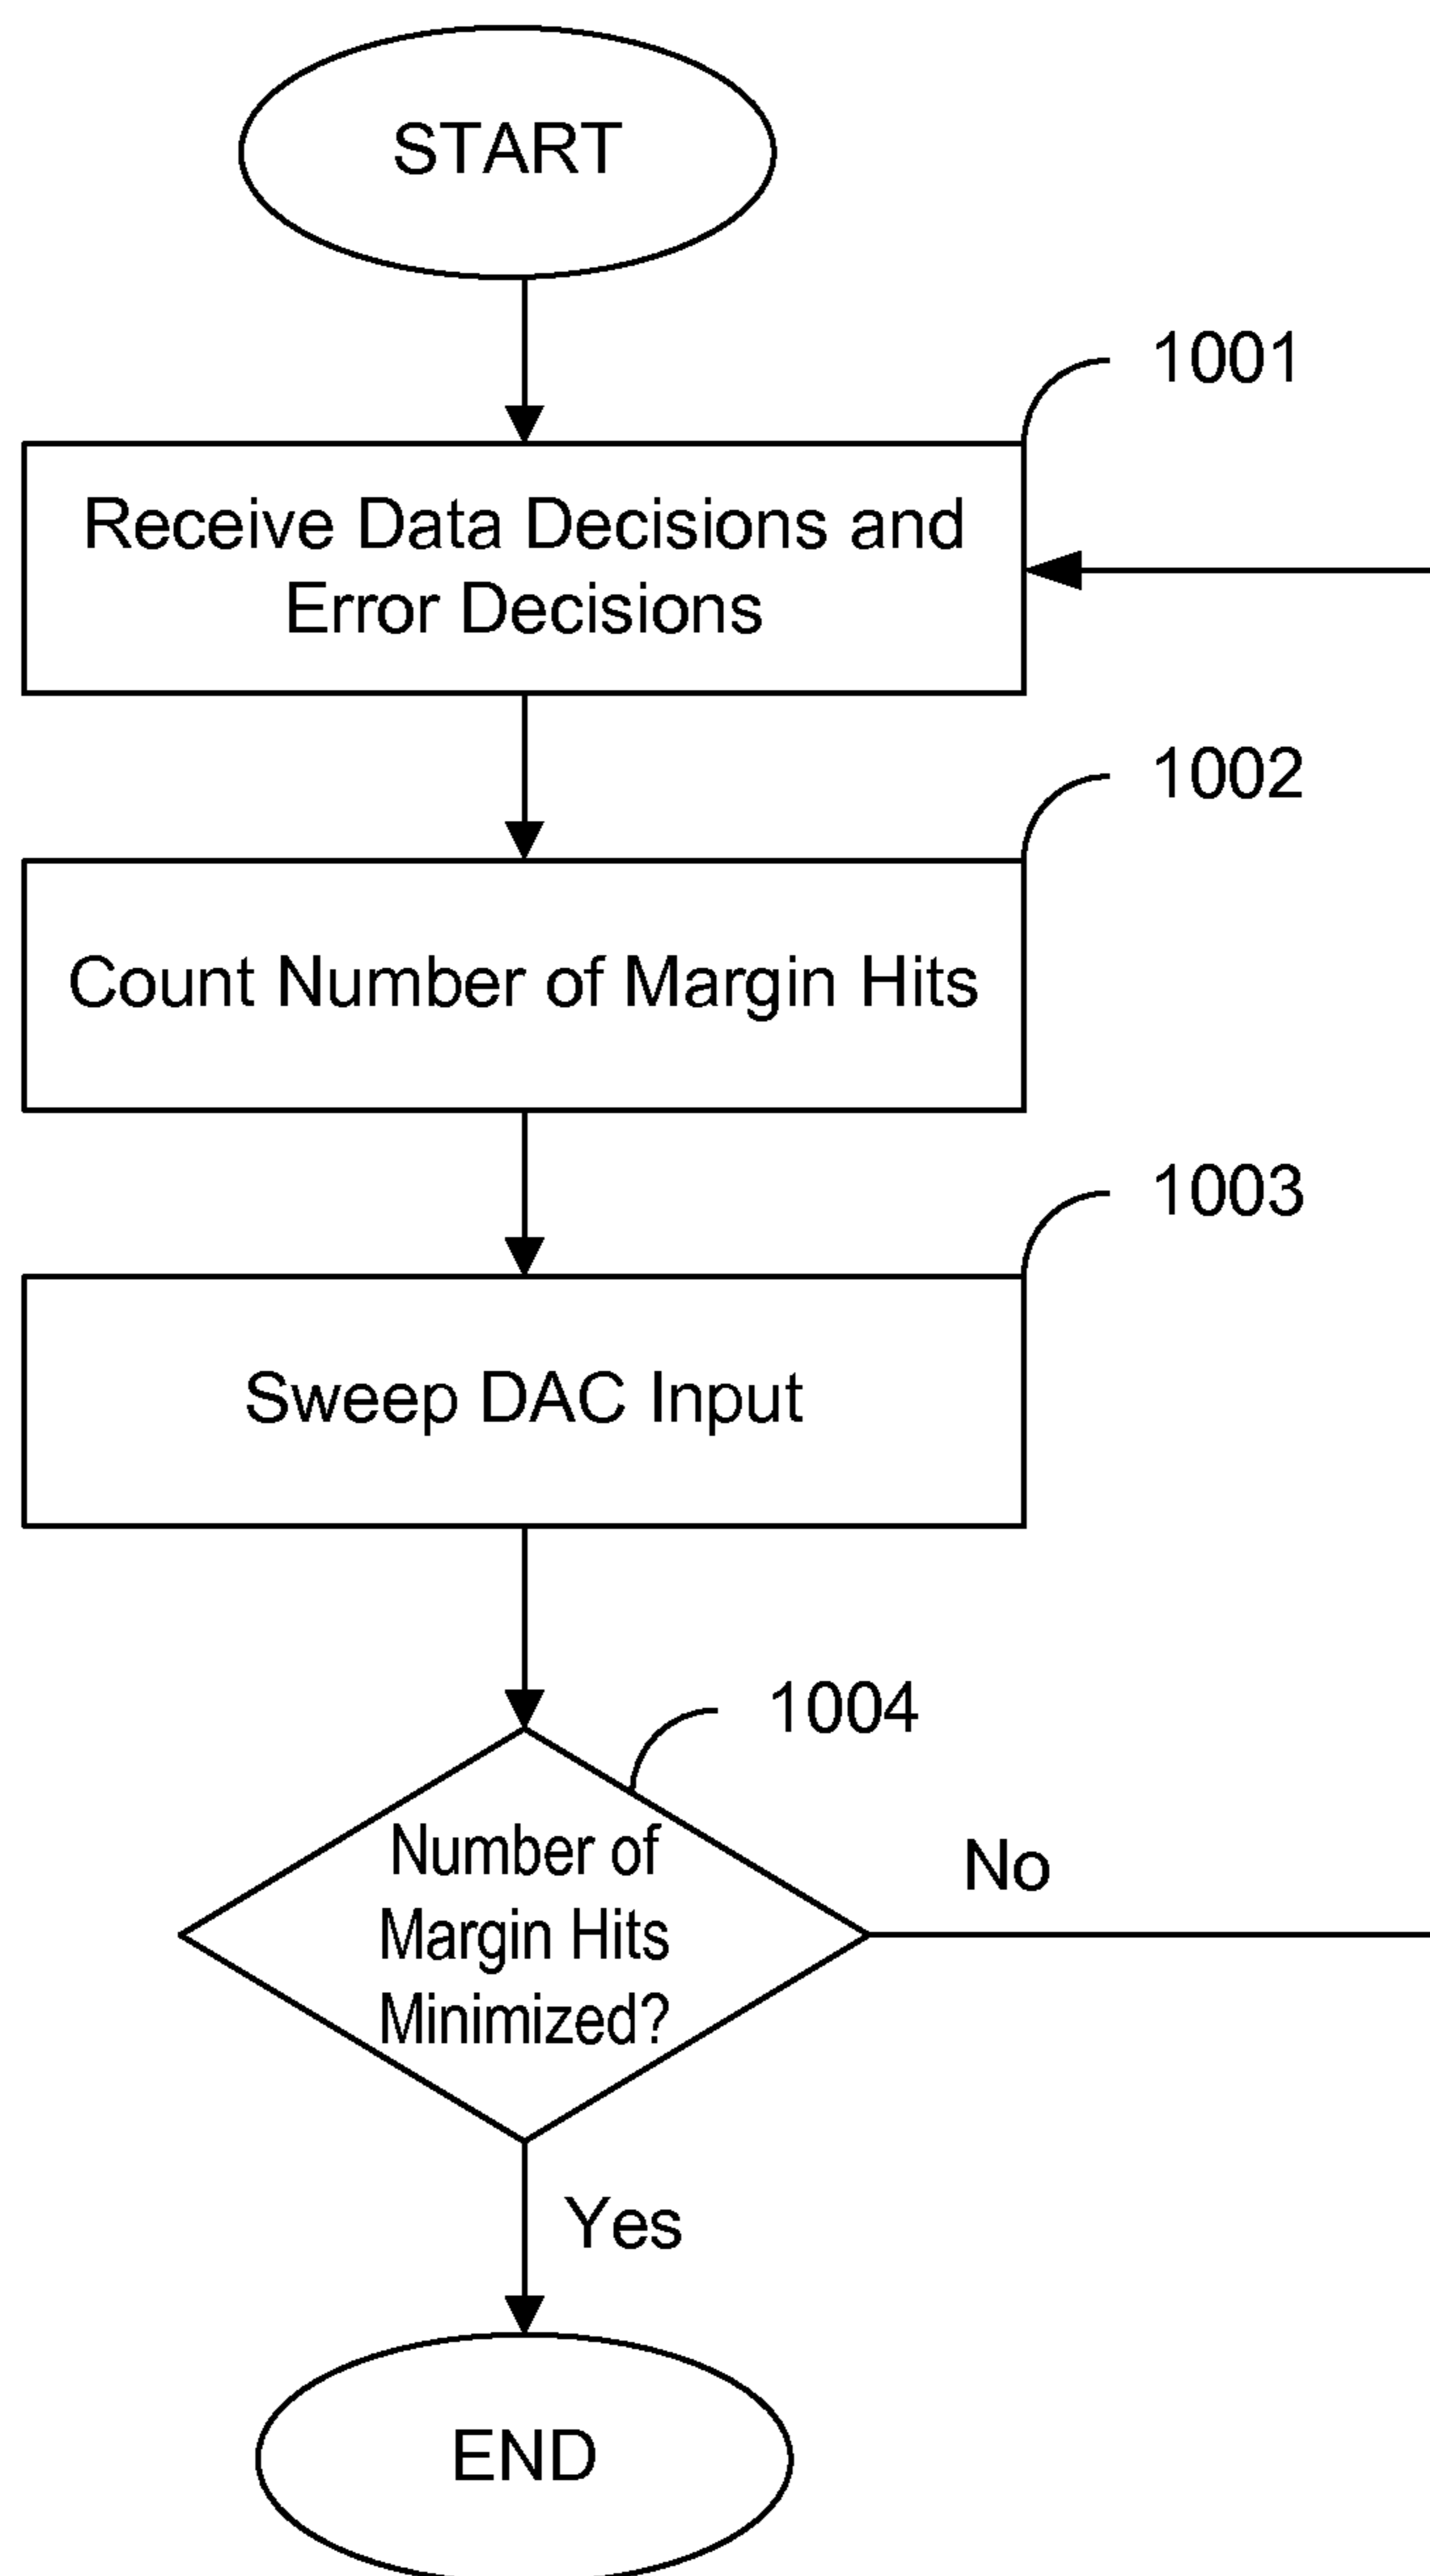 START
1001
Receive Data Decisions and
Error Decisions
1002
Count Number of Margin Hits
1003
Sweep DAC Input
1004
Number of
Margin Hits
Minimized?
No
Yes
END